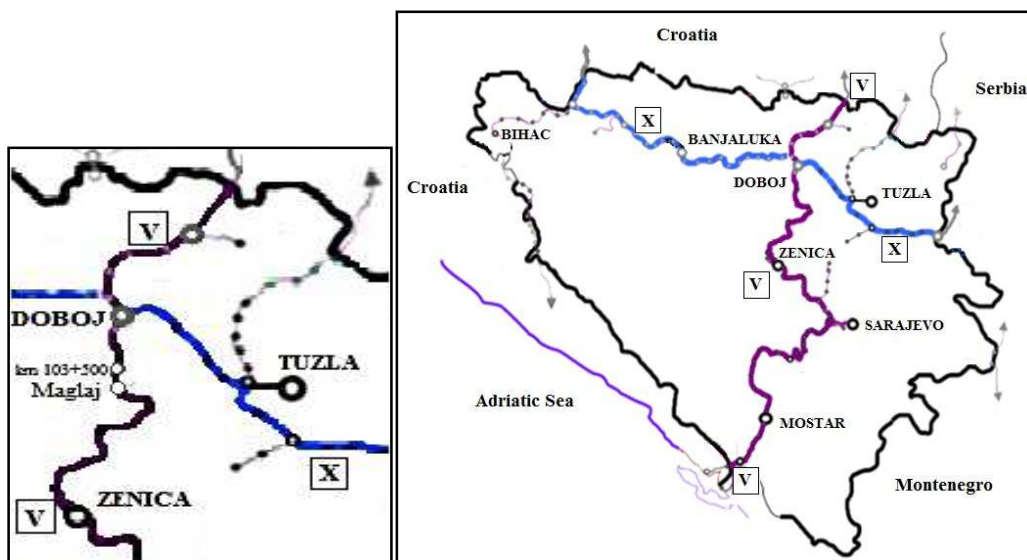 V
DOBOJ
km 103+500
Maglaj
TUZLA
X
V
ZENICA
Croatia
V
Serbia
X
BIHAC
BANJALUKA
DOBOJ
Croatia
TUZLA
X
ZENICA
V
SARAJEVO
Adriatic Sea
MOSTAR
V
Montenegro